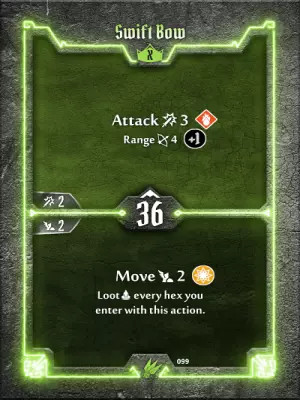 Swift Bow
X
Attack 3
Range 4 +1
2
36
2
Move 2
Loot every hex you
enter with this action.
099